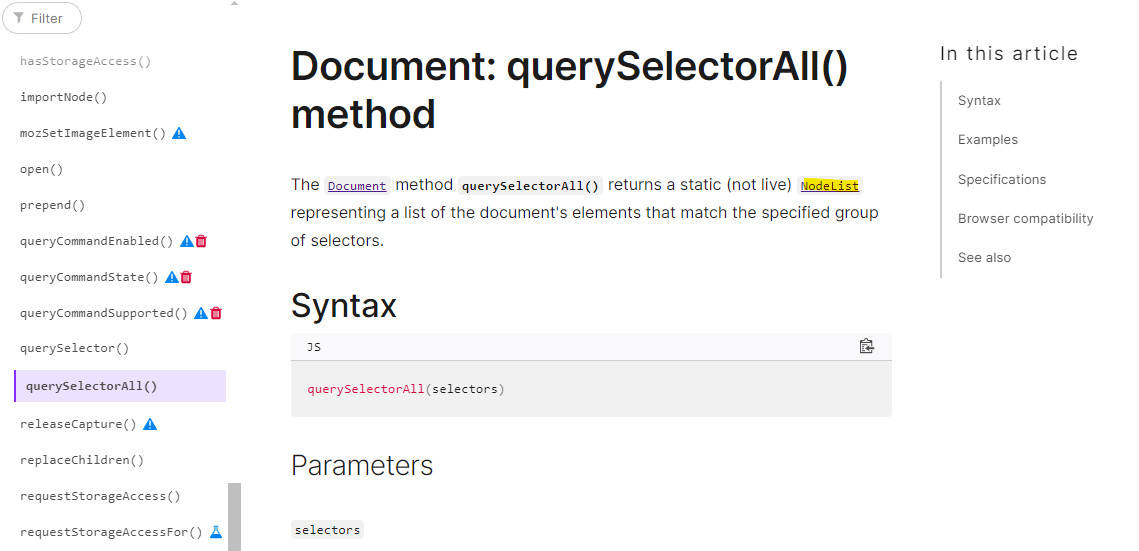 Filter
hasStorageAccess()
importNode()
mozSetImageElement()
open()
prepend()
queryCommandEnabled()
queryCommandState()
queryCommandSupported()
querySelector()
querySelectorAll()
releaseCapture()
replaceChildren()
requestStorageAccess()
requestStorageAccessFor()
Document: querySelectorAll()
method
The Document method querySelectorAll() returns a static (not live) NodeList
representing a list of the document's elements that match the specified group
of selectors.
Syntax
JS
querySelectorAll(selectors)
Parameters
selectors
In this article
Syntax
Examples
Specifications
Browser compatibility
See also